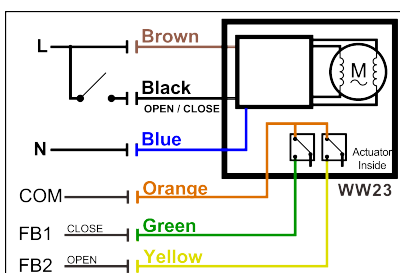 L Brown
Black
OPEN / CLOSE
M
N Blue
Actuator
Inside
COM Orange
WW23
FB1 CLOSE Green
FB2 OPEN Yellow